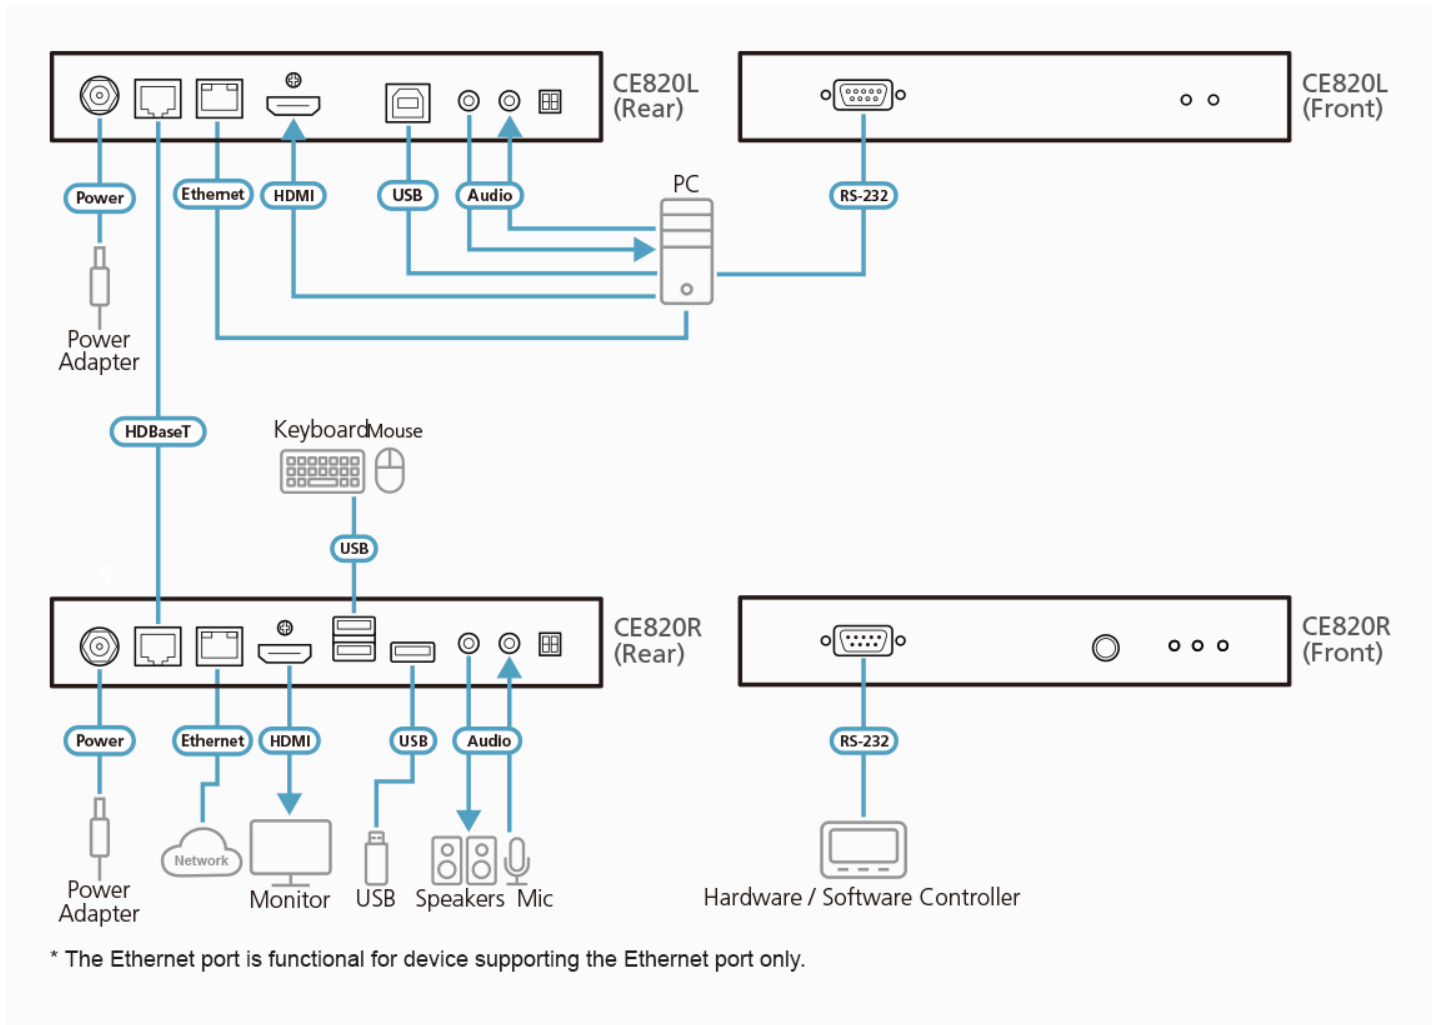 CE820L
(Rear)
CE820L
(Front)
Power
Ethernet
HDMI
USB
Audio
PC
RS-232
Power
Adapter
HDBaseT
Keyboard
Mouse
USB
5
CE820R
(Rear)
CE820R
(Front)
Power
Ethernet
HDMI
USB
Audio
RS-232
Network
Power
Adapter
Monitor
USB
Speakers
Mic
Hardware / Software Controller
* The Ethernet port is functional for device supporting the Ethernet port only.